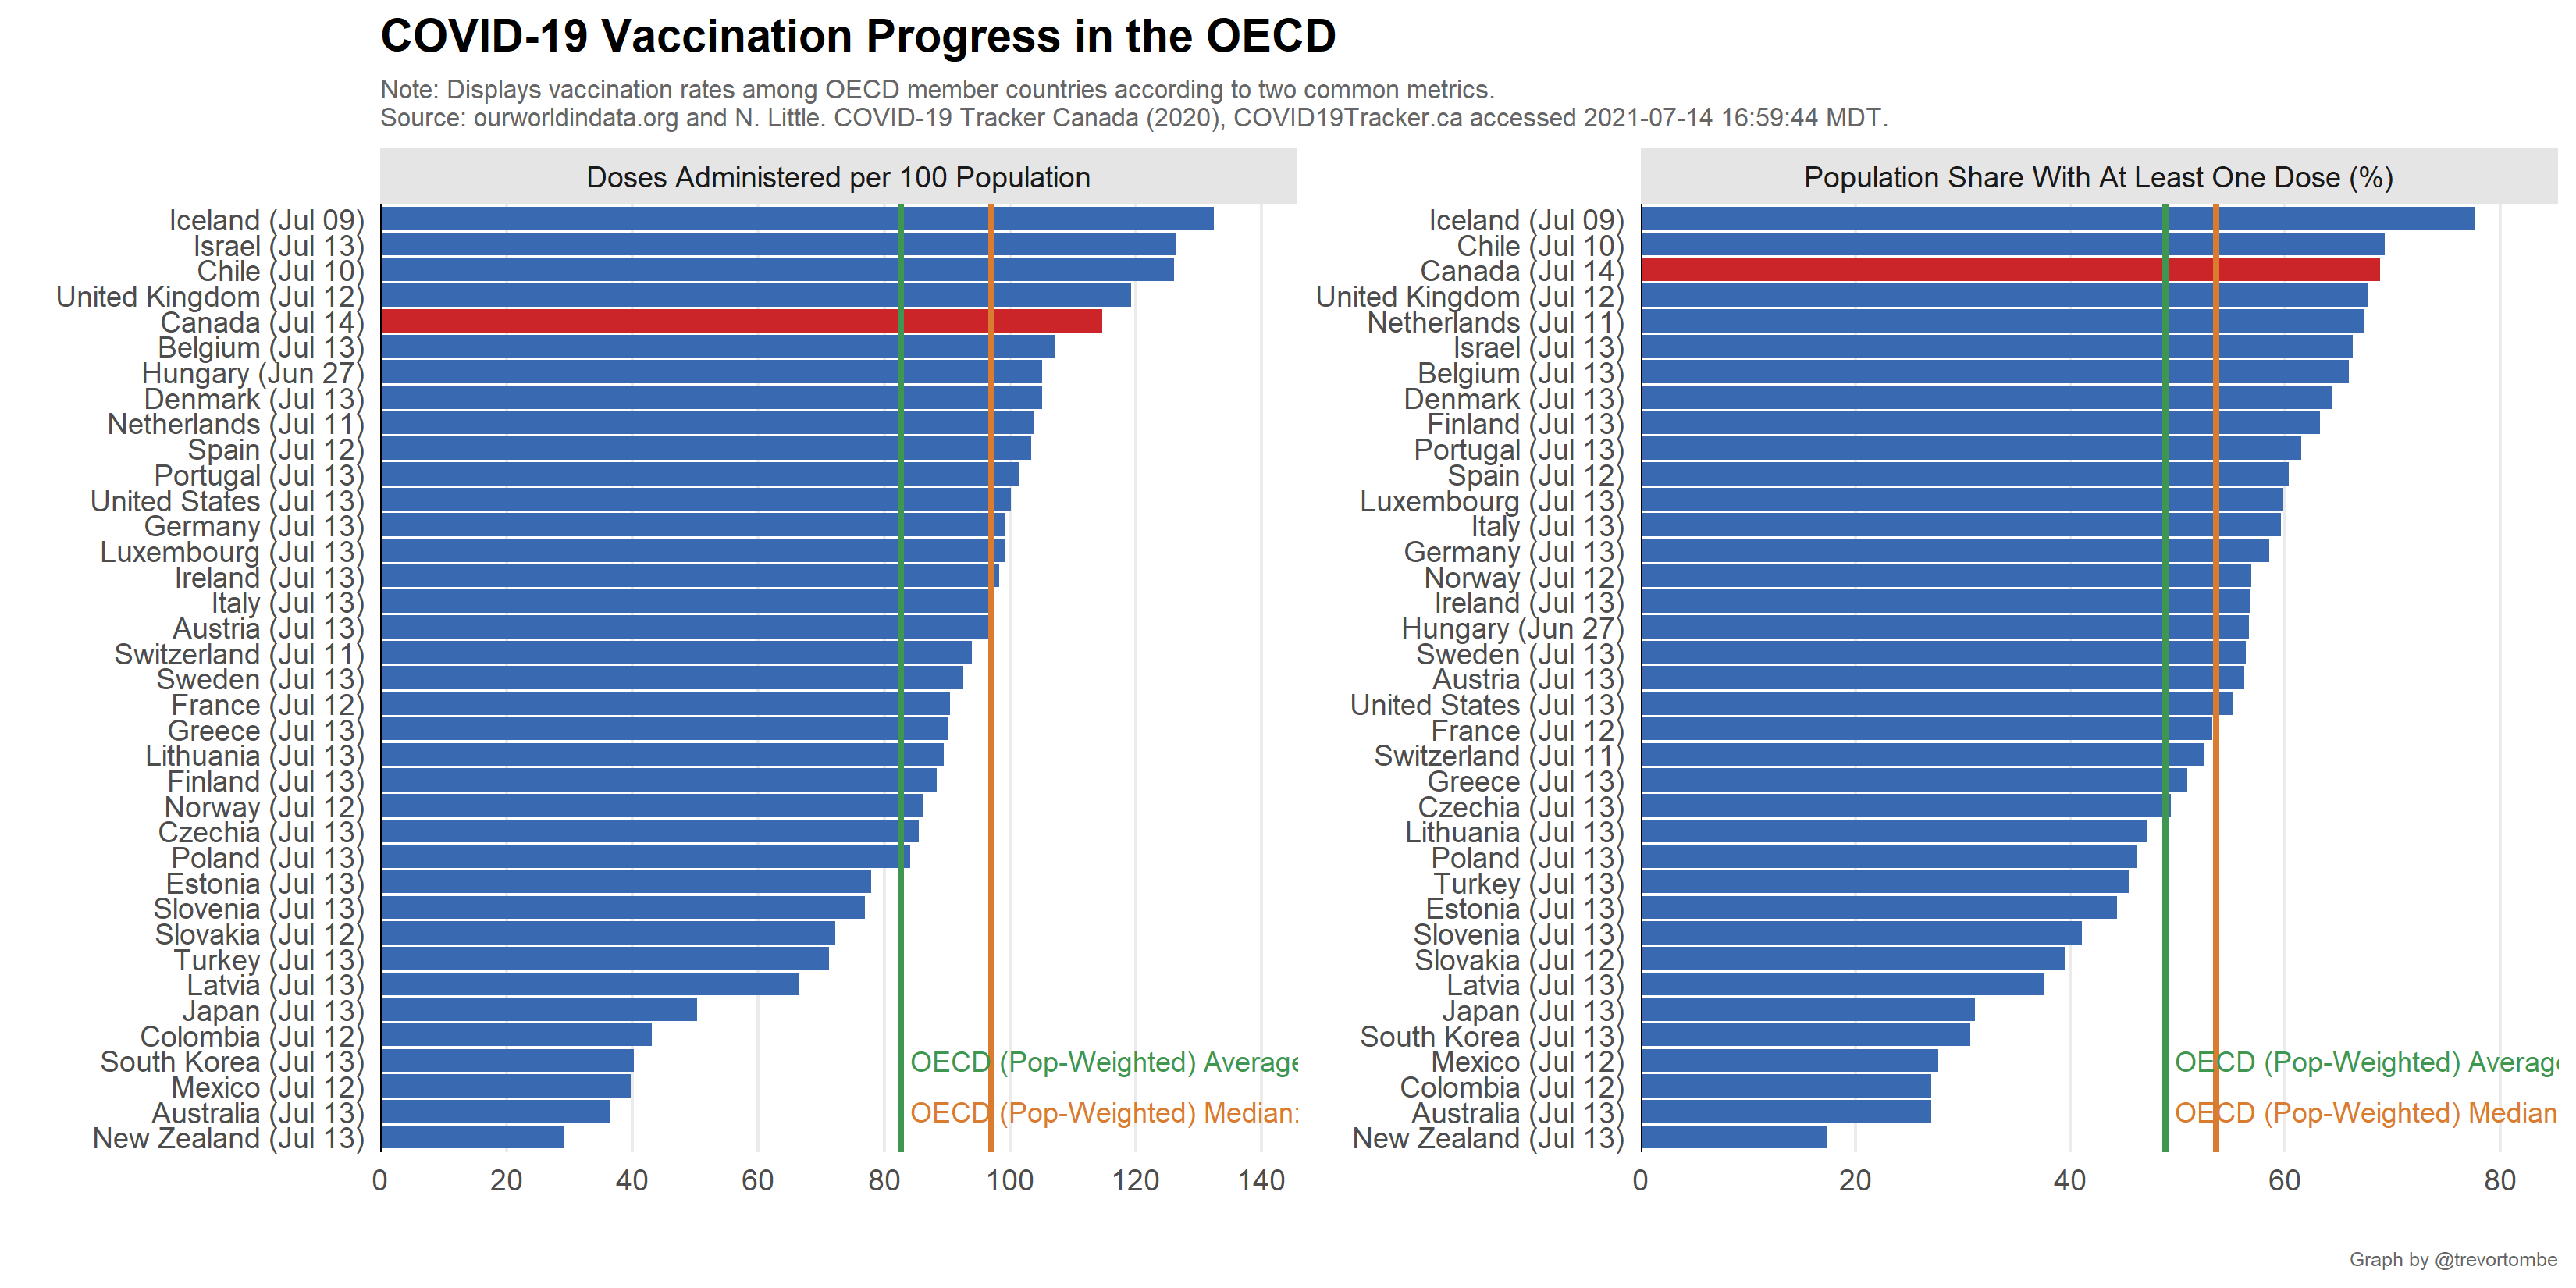 COVID-19 Vaccination Progress in the OECD
Note: Displays vaccination rates among OECD member countries according to two common metrics.
Source: ourworldindata.org and N. Little. COVID-19 Tracker Canada (2020), COVID19Tracker.ca accessed 2021-07-14 16:59:44 MDT.
Doses Administered per 100 Population
Iceland (Jul 09)
Israel (Jul 13)
Chile (Jul 10)
United Kingdom (Jul 12)
Canada (Jul 14)
Belgium (Jul 13)
Hungary (Jun 27)
Denmark (Jul 13)
Netherlands (Jul 11)
Spain (Jul 12)
Portugal (Jul 13)
United States (Jul 13)
Germany (Jul 13)
Luxembourg (Jul 13)
Ireland (Jul 13)
Italy (Jul 13)
Austria (Jul 13)
Switzerland (Jul 11)
Sweden (Jul 13)
France (Jul 12)
Greece (Jul 13)
Lithuania (Jul 13)
Finland (Jul 13)
Norway (Jul 12)
Czechia (Jul 13)
Poland (Jul 13)
Estonia (Jul 13)
Slovenia (Jul 13)
Slovakia (Jul 12)
Turkey (Jul 13)
Latvia (Jul 13)
Japan (Jul 13)
Colombia (Jul 12)
South Korea (Jul 13)
Mexico (Jul 12)
Australia (Jul 13)
New Zealand (Jul 13)
OECD (Pop-Weighted) Average
OECD (Pop-Weighted) Median:
0 20 40 60 80 100 120 140
Population Share With At Least One Dose (%)
Iceland (Jul 09)
Chile (Jul 10)
Canada (Jul 14)
United Kingdom (Jul 12)
Netherlands (Jul 11)
Israel (Jul 13)
Belgium (Jul 13)
Denmark (Jul 13)
Finland (Jul 13)
Portugal (Jul 13)
Spain (Jul 12)
Luxembourg (Jul 13)
Italy (Jul 13)
Germany (Jul 13)
Norway (Jul 12)
Ireland (Jul 13)
Hungary (Jun 27)
Sweden (Jul 13)
Austria (Jul 13)
United States (Jul 13)
France (Jul 12)
Switzerland (Jul 11)
Greece (Jul 13)
Czechia (Jul 13)
Lithuania (Jul 13)
Poland (Jul 13)
Turkey (Jul 13)
Estonia (Jul 13)
Slovenia (Jul 13)
Slovakia (Jul 12)
Latvia (Jul 13)
Japan (Jul 13)
South Korea (Jul 13)
Mexico (Jul 12)
Colombia (Jul 12)
Australia (Jul 13)
New Zealand (Jul 13)
OECD (Pop-Weighted) Average
OECD (Pop-Weighted) Median
0 20 40 60 80
Graph by @trevortombe